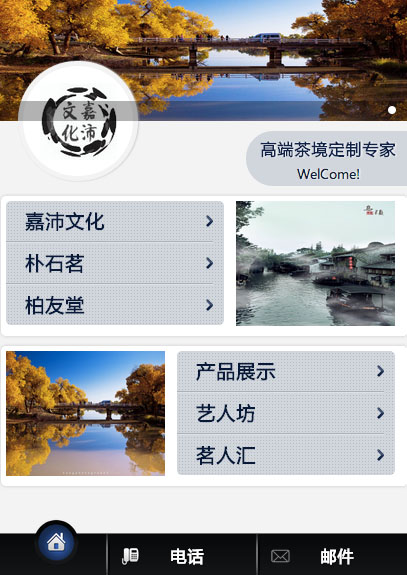 文嘉
化沛
高端茶境定制专家
WelCome!
嘉沛文化
朴石茗
柏友堂
产品展示
艺人坊
茗人汇
电话
邮件